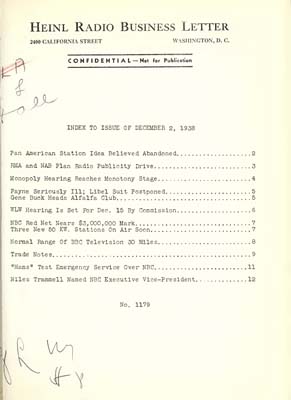 HEINL RADIO BUSINESS LETTER
2400 CALIFORNIA STREET WASHINGTON, D. C.
CONFIDENTIAL—Not for Publication
INDEX TO ISSUE OF DECEMBER 2, 1938
Pan American Station Idea Believed Abandoned....................2
RMA and NAB Plan Radio Publicity Drive..........................3
Monopoly Hearing Reaches Monotony Stage.........................4
Payne Seriously Ill; Libel Suit Postponed.......................5
Gene Buck Heads Alfalfa Club....................................5
WLW Hearing Is Set For Dec. 15 By Commission....................6
NBC Red Net Nears $3,000,000 Mark...............................7
Three New 50 KW. Stations On Air Soon...........................7
Normal Range Of BBC Television 30 Miles.........................8
Trade Notes.....................................................9
"Hams" Test Emergency Service Over NBC.........................11
Niles Trammell Named NBC Executive Vice-President..............12
No. 1179